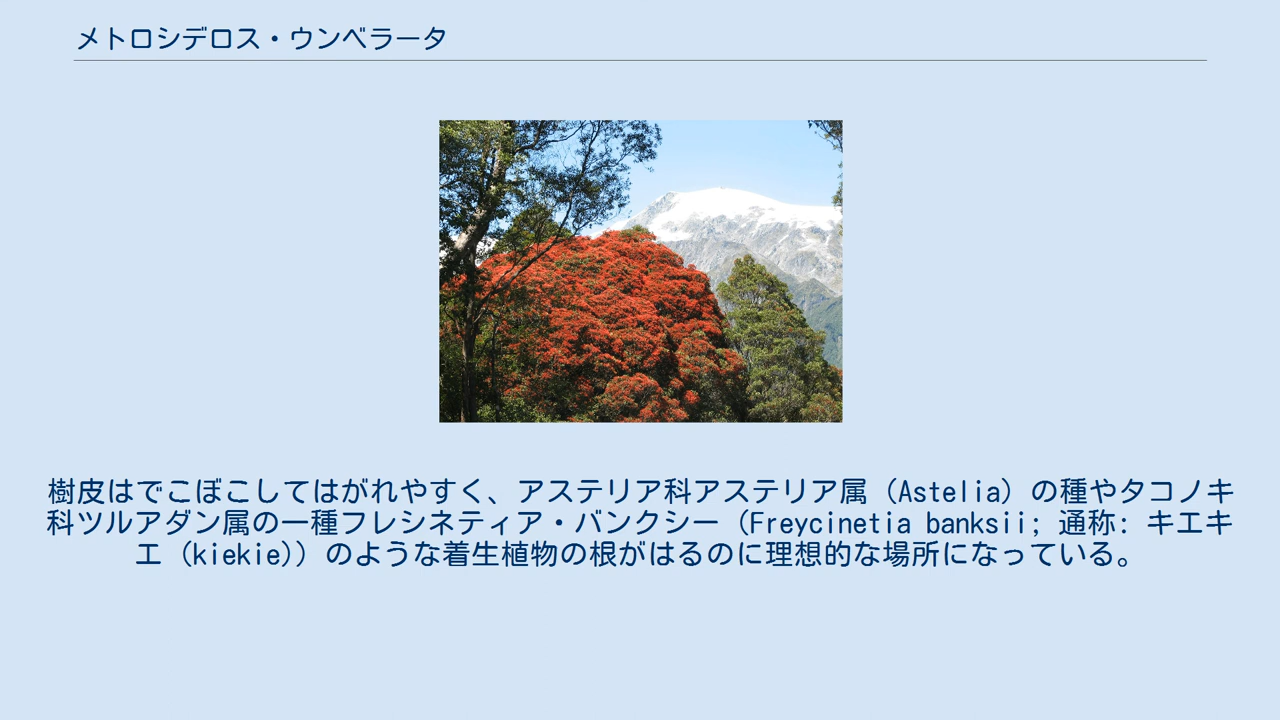 メトロシデロス・ウンベラータ
樹皮はでこぼこしてはがれやすく、アステリア科アステリア属（Astelia）の種やタコノキ
科ツルアダン属の一種フレシネティア・バンクシー（Freycinetia banksii; 通称: キエキ
エ（kiekie)）のような着生植物の根がはるのに理想的な場所になっている。